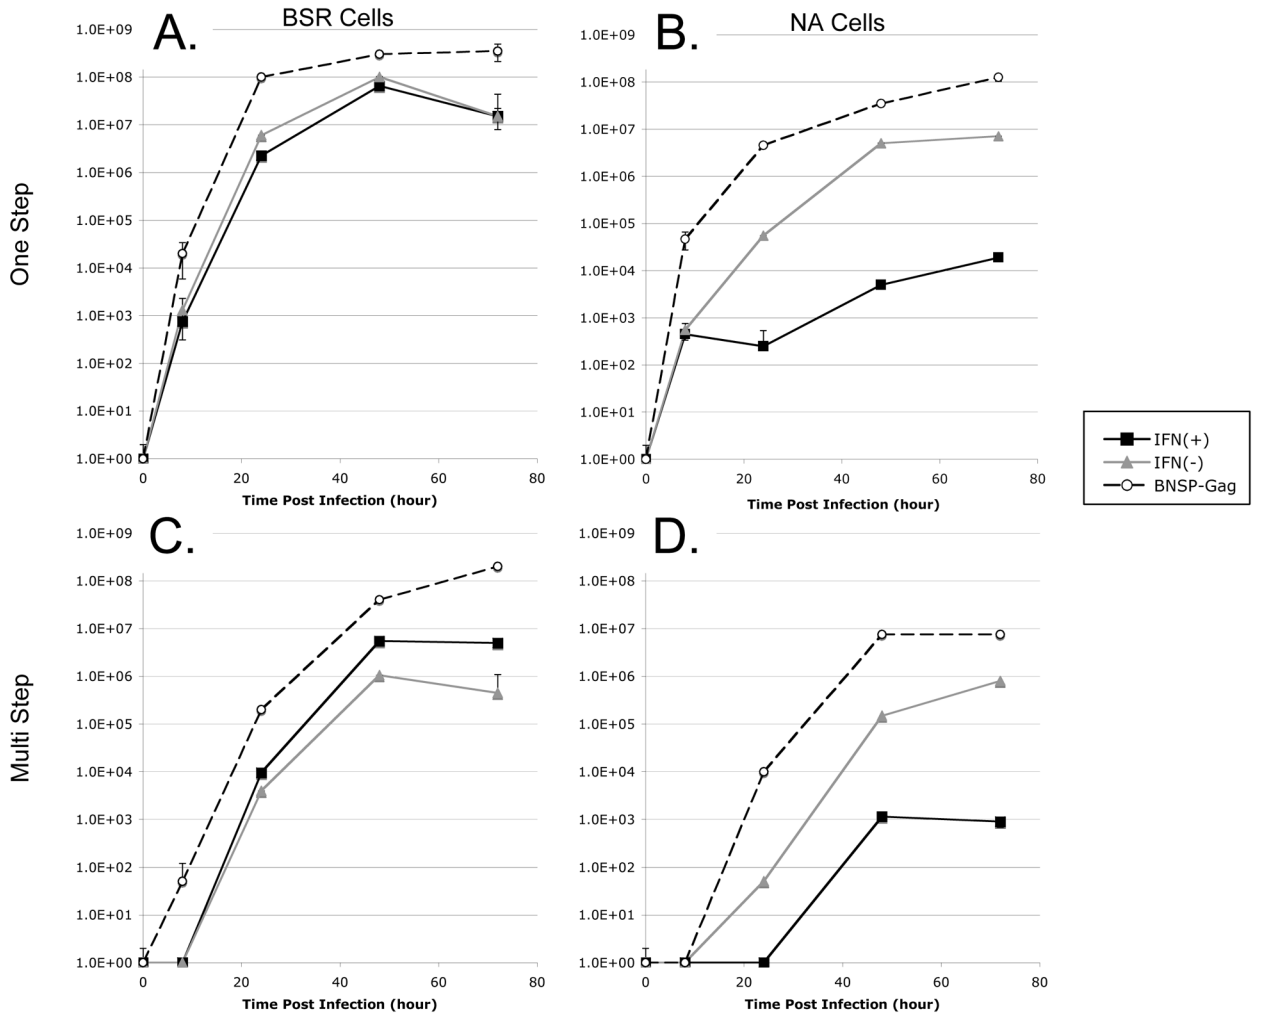 A.
BSR Cells
1.0E+09
1.0E+08
1.0E+07
1.0E+06
1.0E+05
1.0E+04
1.0E+03
1.0E+02
1.0E+01
1.0E+00
0 20 40 60 80
Time Post Infection (hour)
One Step
B.
NA Cells
1.0E+09
1.0E+08
1.0E+07
1.0E+06
1.0E+05
1.0E+04
1.0E+03
1.0E+02
1.0E+01
1.0E+00
0 20 40 60 80
Time Post Infection (hour)
IFN(+)
IFN(-)
BNSP-Gag
C.
1.0E+09
1.0E+08
1.0E+07
1.0E+06
1.0E+05
1.0E+04
1.0E+03
1.0E+02
1.0E+01
1.0E+00
0 20 40 60 80
Time Post Infection (hour)
Multi Step
D.
1.0E+09
1.0E+08
1.0E+07
1.0E+06
1.0E+05
1.0E+04
1.0E+03
1.0E+02
1.0E+01
1.0E+00
0 20 40 60 80
Time Post Infection (hour)